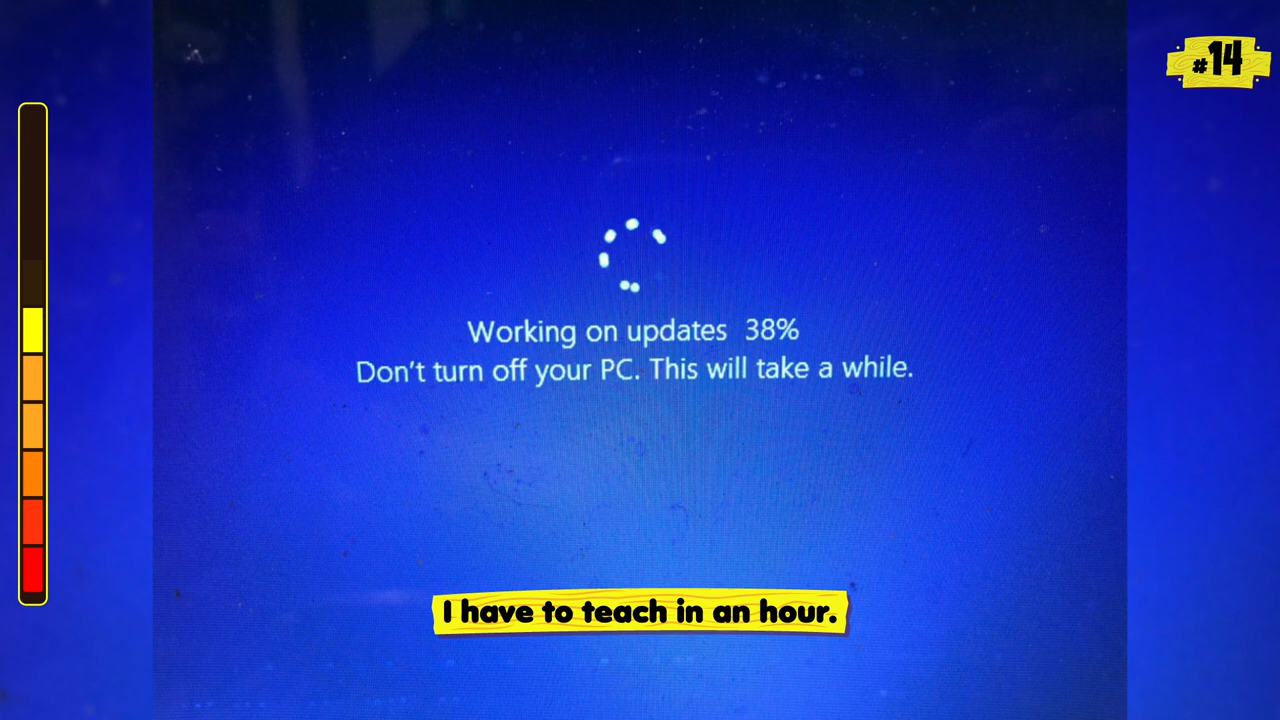 #14
Working on updates 38%
Don't turn off your PC. This will take a while.
I have to teach in an hour.